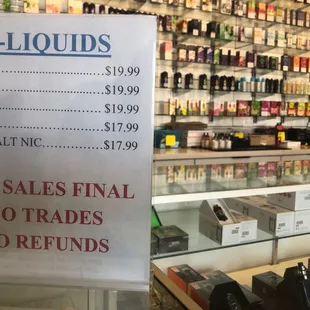 -LIQUIDS
$19.99
$19.99
$19.99
$17.99
ALT NIC: $17.99
SALES FINAL
O TRADES
O REFUNDS